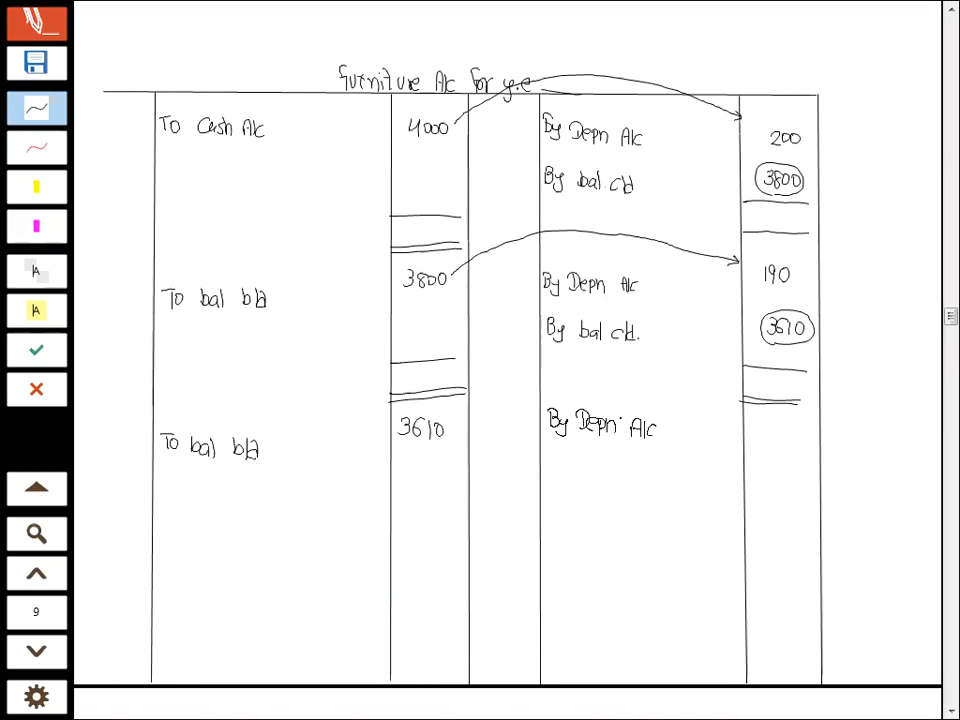 Furniture A/c for y.e
To Cash A/c 4000 By Depn A/c 200
By bal c/d 3800
To bal b/d 3800 By Depn A/c 190
By bal c/d. 3610
To bal b/d 3610 By Depn A/c
A
A
9